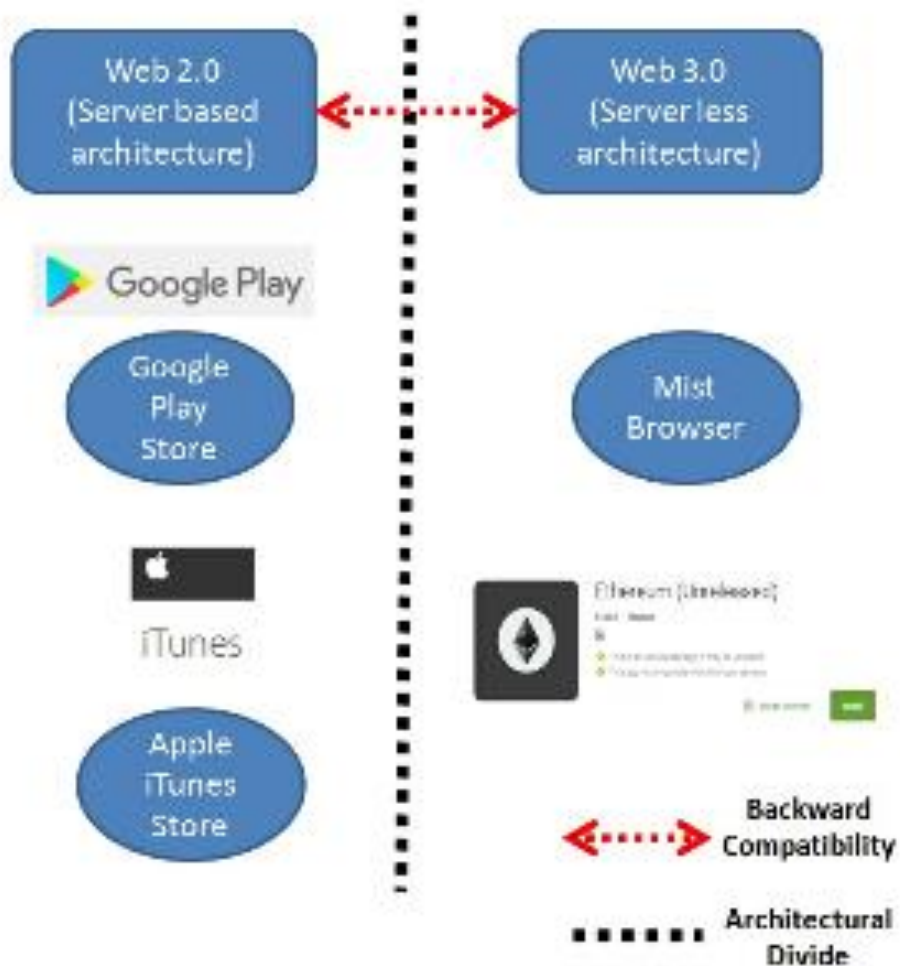 Web 2.0
(Server based
architecture)
Web 3.0
(Server less
architecture)
Google Play
Google
Play
Store
Mist
Browser
iTunes
Ethereum (Unreleased)
Apple
iTunes
Store
Backward
Compatibility
Architectural
Divide